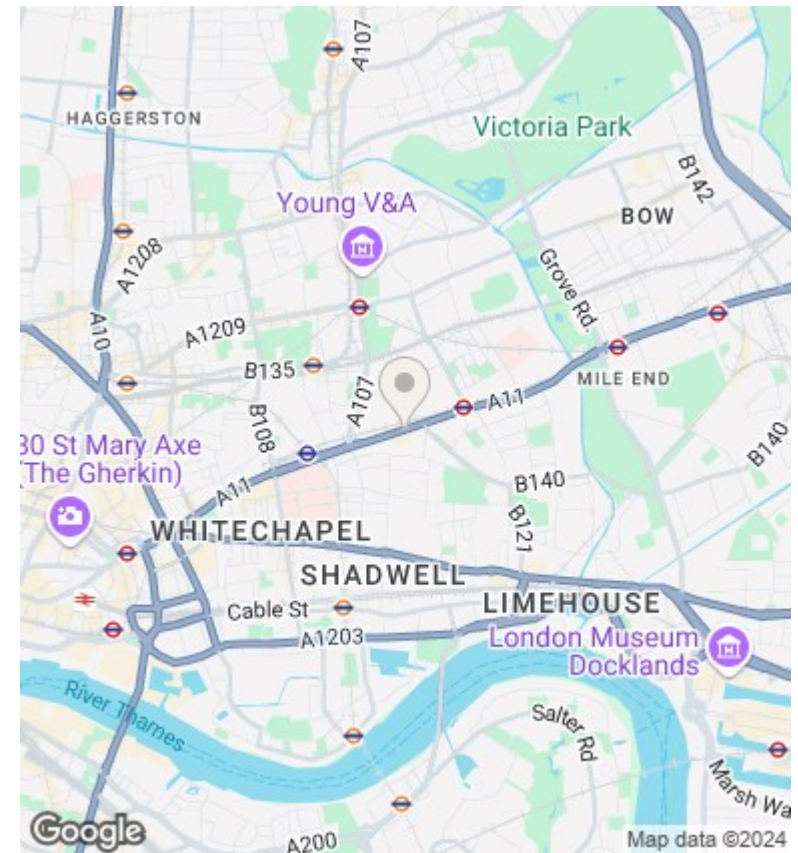 A107
HAGGERSTON
Victoria Park
B142
Young V&A
BOW
A1208
Grove Rd.
A10
A1209
B135
MILE END
A107
A11
B108
30 St Mary Axe
(The Gherkin)
A11
B140
B140
WHITECHAPEL
B121
SHADWELL
Cable St
LIMEHOUSE
A1203
London Museum
Docklands
River Thames
Salter Rd
Marsh Wa
A200
Google
Map data ©2024